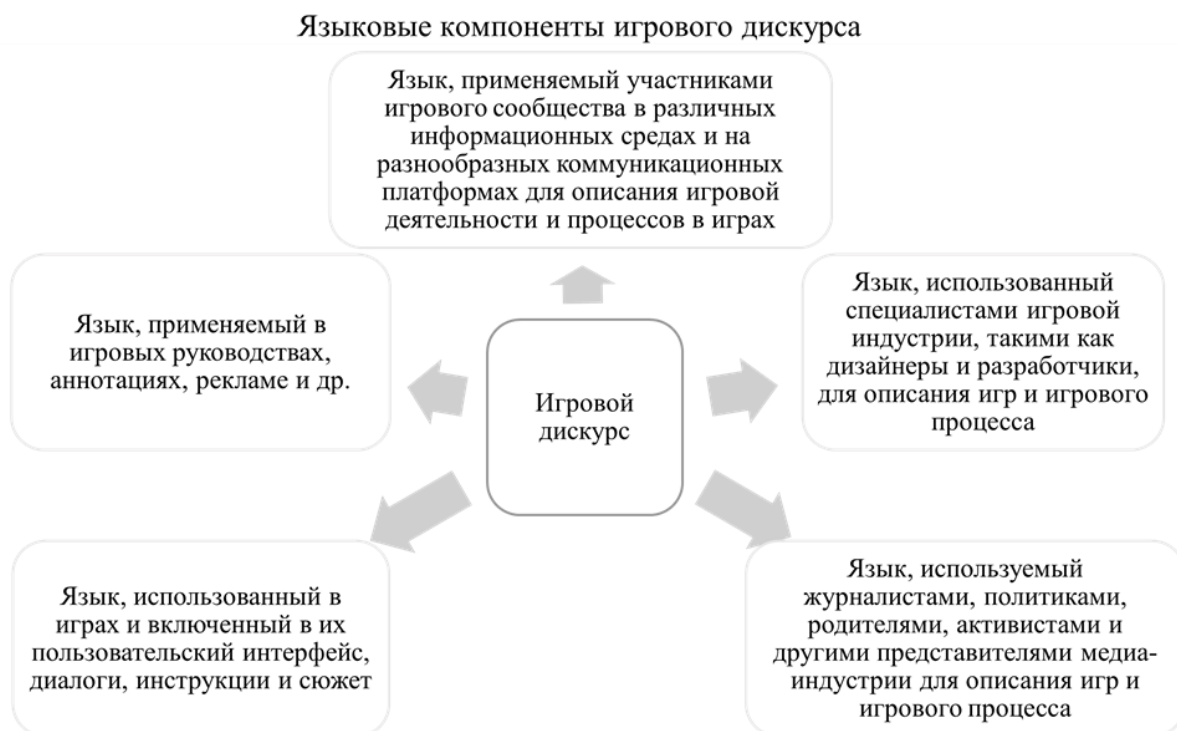 Языковые компоненты игрового дискурса
Язык, применяемый участниками
игрового сообщества в различных
информационных средах и на
разнообразных коммуникационных
платформах для описания игровой
деятельности и процессов в играх
Язык, применяемый в
игровых руководствах,
аннотациях, рекламе и др.
Игровой
дискурс
Язык, использованный
специалистами игровой
индустрии, такими как
дизайнеры и разработчики,
для описания игр и игрового
процесса
Язык, использованный в
играх и включенный в их
пользовательский интерфейс,
диалоги, инструкции и сюжет
Язык, используемый
журналистами, политиками,
родителями, активистами и
другими представителями медиа-
индустрии для описания игр и
игрового процесса